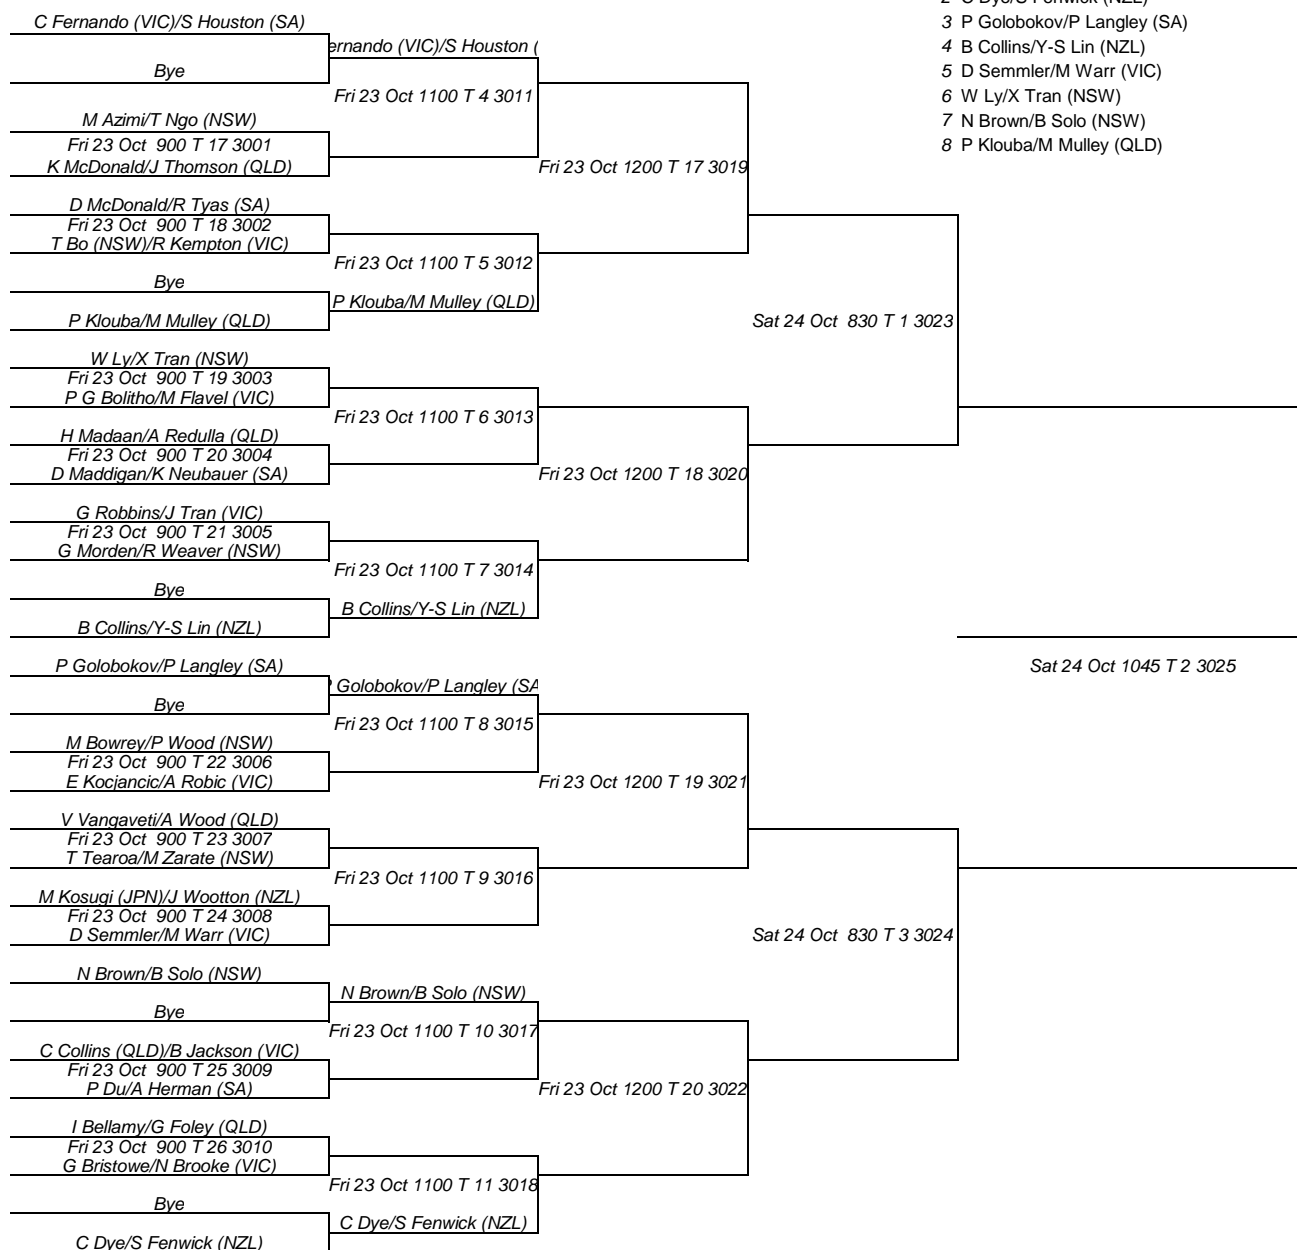 2 C Dye/S Fenwick (NZL)
3 P Golobokov/P Langley (SA)
4 B Collins/Y-S Lin (NZL)
5 D Semmler/M Warr (VIC)
6 W Ly/X Tran (NSW)
7 N Brown/B Solo (NSW)
8 P Klouba/M Mulley (QLD)
C Fernando (VIC)/S Houston (SA)
Bye
M Azimi/T Ngo (NSW)
Fri 23 Oct 900 T 17 3001
K McDonald/J Thomson (QLD)
D McDonald/R Tyas (SA)
Fri 23 Oct 900 T 18 3002
T Bo (NSW)/R Kempton (VIC)
Bye
P Klouba/M Mulley (QLD)
W Ly/X Tran (NSW)
Fri 23 Oct 900 T 19 3003
P G Bolitho/M Flavel (VIC)
H Madaan/A Redulla (QLD)
Fri 23 Oct 900 T 20 3004
D Maddigan/K Neubauer (SA)
G Robbins/J Tran (VIC)
Fri 23 Oct 900 T 21 3005
G Morden/R Weaver (NSW)
Bye
B Collins/Y-S Lin (NZL)
P Golobokov/P Langley (SA)
Bye
M Bowrey/P Wood (NSW)
Fri 23 Oct 900 T 22 3006
E Kocjancic/A Robic (VIC)
V Vangaveti/A Wood (QLD)
Fri 23 Oct 900 T 23 3007
T Tearoa/M Zarate (NSW)
M Kosugi (JPN)/J Wootton (NZL)
Fri 23 Oct 900 T 24 3008
D Semmler/M Warr (VIC)
N Brown/B Solo (NSW)
Bye
C Collins (QLD)/B Jackson (VIC)
Fri 23 Oct 900 T 25 3009
P Du/A Herman (SA)
I Bellamy/G Foley (QLD)
Fri 23 Oct 900 T 26 3010
G Bristowe/N Brooke (VIC)
Bye
C Dye/S Fenwick (NZL)
ernando (VIC)/S Houston (
Fri 23 Oct 1100 T 4 3011
Fri 23 Oct 1100 T 5 3012
P Klouba/M Mulley (QLD)
Fri 23 Oct 1100 T 6 3013
Fri 23 Oct 1100 T 7 3014
B Collins/Y-S Lin (NZL)
P Golobokov/P Langley (SA
Fri 23 Oct 1100 T 8 3015
Fri 23 Oct 1100 T 9 3016
N Brown/B Solo (NSW)
Fri 23 Oct 1100 T 10 3017
Fri 23 Oct 1100 T 11 3018
C Dye/S Fenwick (NZL)
Fri 23 Oct 1200 T 17 3019
Fri 23 Oct 1200 T 18 3020
Fri 23 Oct 1200 T 19 3021
Fri 23 Oct 1200 T 20 3022
Sat 24 Oct 830 T 1 3023
Sat 24 Oct 830 T 3 3024
Sat 24 Oct 1045 T 2 3025